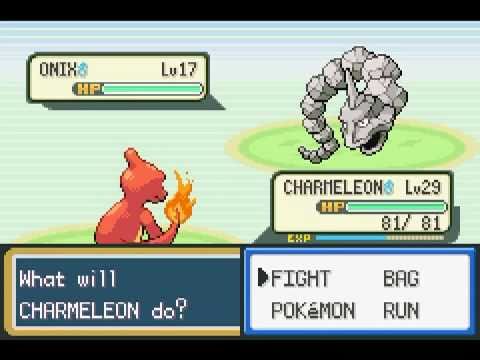 ONIX♂ Lv17
HP
CHARMELEON♂ Lv29
HP
81/ 81
EXP
What will
CHARMELEON do?
▶FIGHT BAG
POKéMON RUN